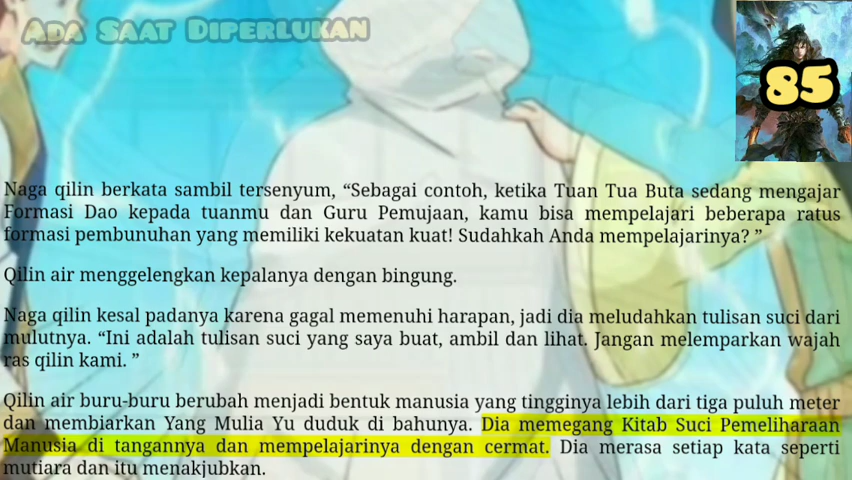 Ada Saat Diperlukan
85
Naga qilin berkata sambil tersenyum, “Sebagai contoh, ketika Tuan Tua Buta sedang mengajar
Formasi Dao kepada tuanmu dan Guru Pemujaan, kamu bisa mempelajari beberapa ratus
formasi pembunuhan yang memiliki kekuatan kuat! Sudahkah Anda mempelajarinya? ”
Qilin air menggelengkan kepalanya dengan bingung.
Naga qilin kesal padanya karena gagal memenuhi harapan, jadi dia meludahkan tulisan suci dari
mulutnya. “Ini adalah tulisan suci yang saya buat, ambil dan lihat. Jangan melemparkan wajah
ras qilin kami. ”
Qilin air buru-buru berubah menjadi bentuk manusia yang tingginya lebih dari tiga puluh meter
dan membiarkan Yang Mulia Yu duduk di bahunya. Dia memegang Kitab Suci Pemeliharaan
Manusia di tangannya dan mempelajarinya dengan cermat. Dia merasa setiap kata seperti
mutiara dan itu menakjubkan.